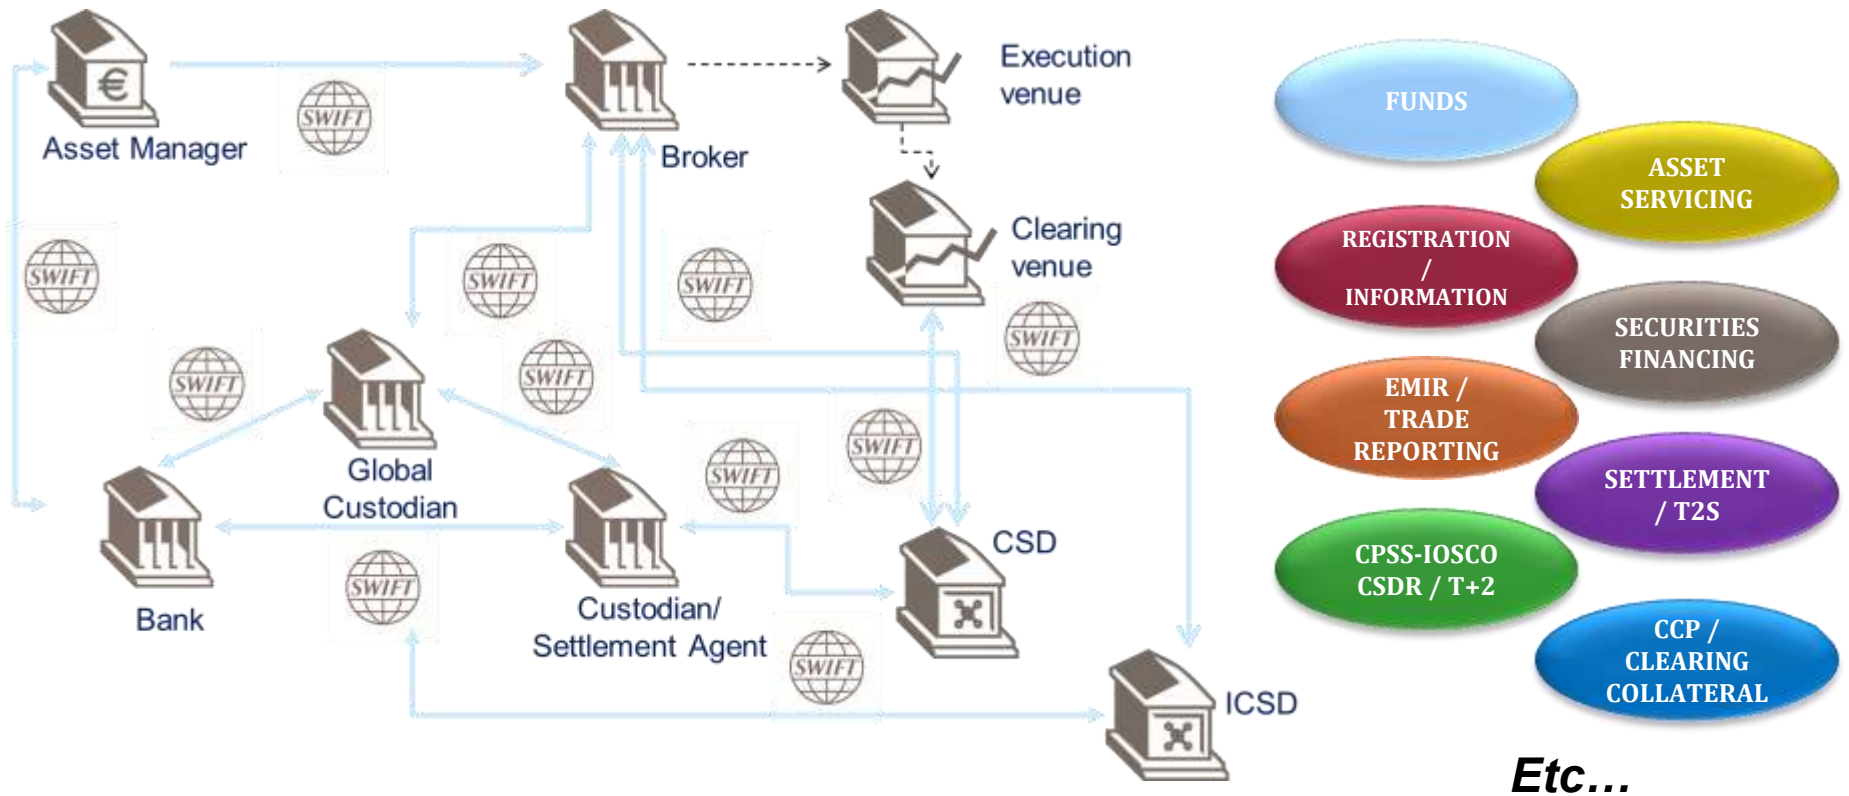 SWIFT
Asset Manager
Broker
Execution
venue
Clearing
venue
SWIFT
SWIFT
SWIFT
SWIFT
SWIFT
SWIFT
SWIFT
SWIFT
Global
Custodian
SWIFT
CSD
SWIFT
Bank
Custodian/
Settlement Agent
SWIFT
ICSD
FUNDS
ASSET
SERVICING
REGISTRATION
/
INFORMATION
SECURITIES
FINANCING
EMIR /
TRADE
REPORTING
SETTLEMENT
/ T2S
CPSS-IOSCO
CSDR / T+2
CCP /
CLEARING
COLLATERAL
Etc...